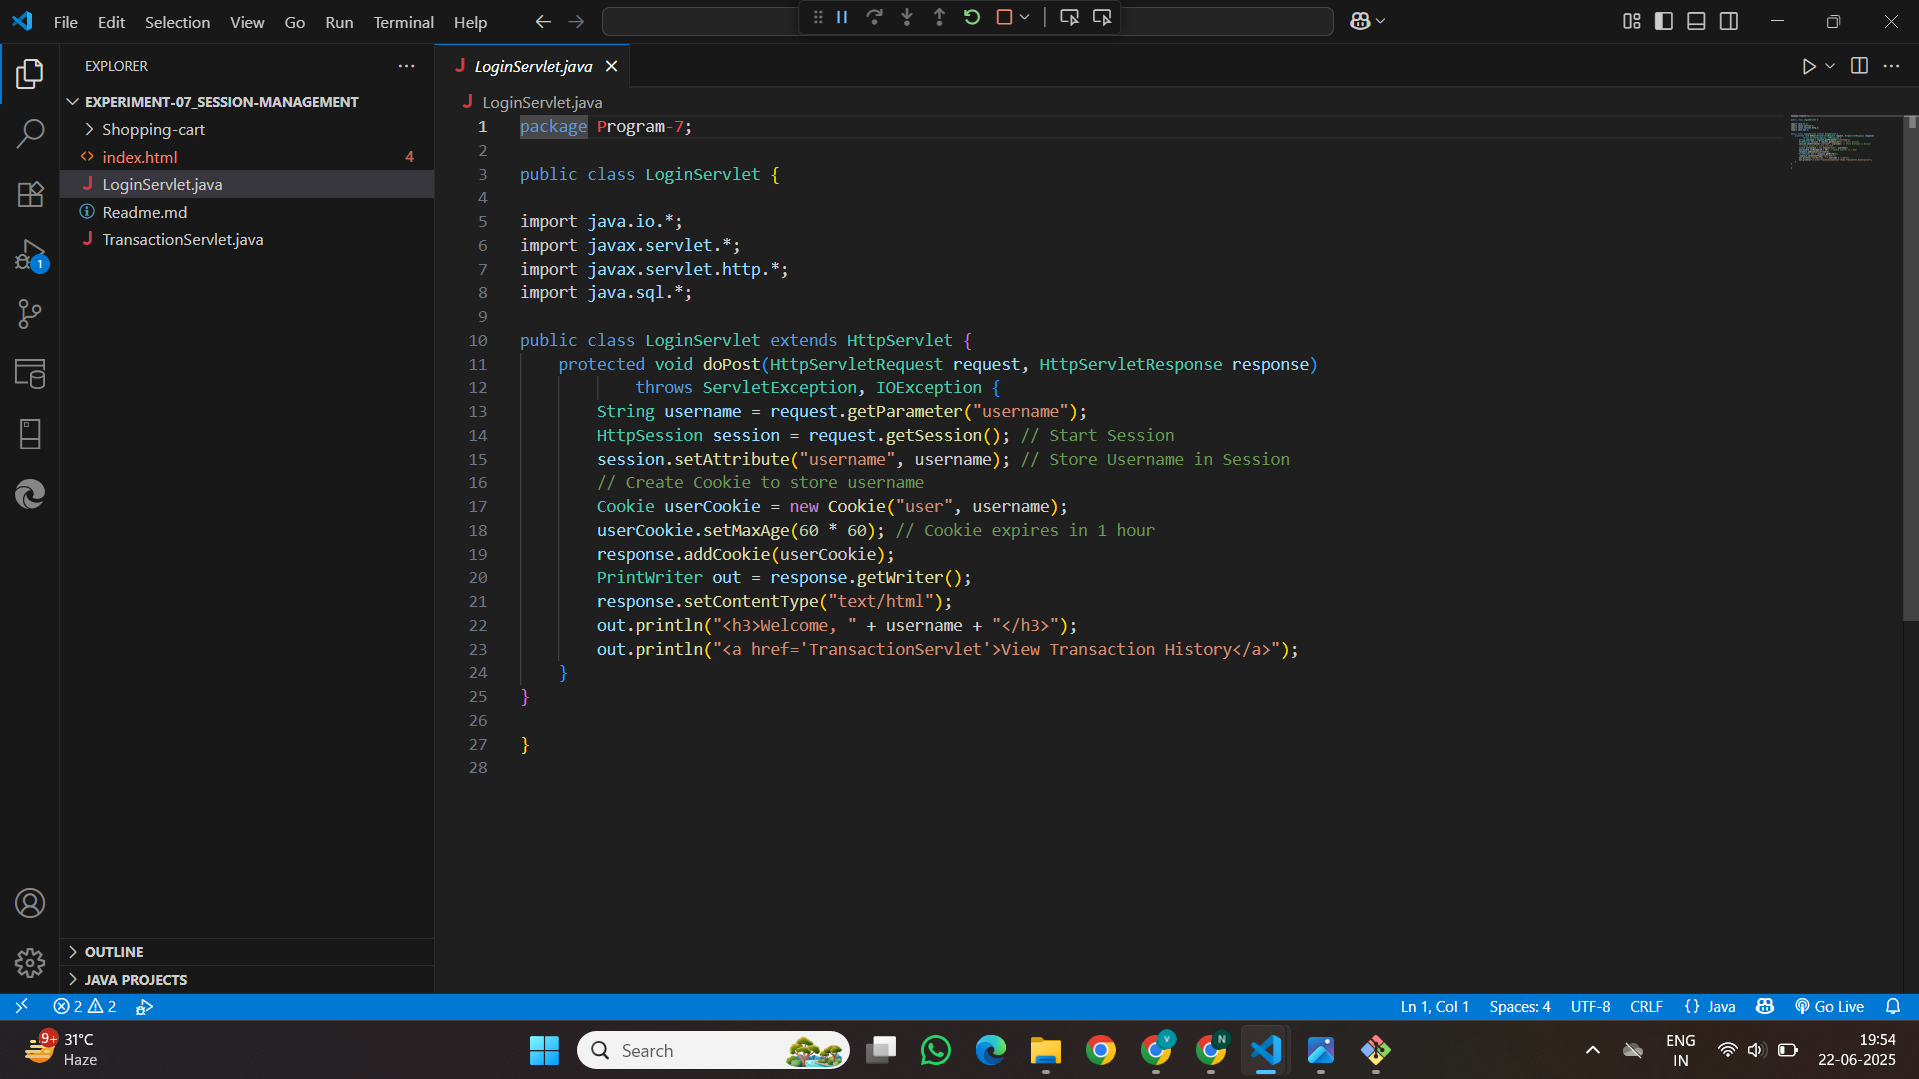 File Edit Selection View Go Run Terminal Help
EXPLORER
EXPERIMENT-07_SESSION-MANAGEMENT
Shopping-cart
index.html 4
LoginServlet.java
Readme.md
TransactionServlet.java
1
OUTLINE
JAVA PROJECTS
LoginServlet.java
LoginServlet.java
1 package Program-7;
2
3 public class LoginServlet {
4
5 import java.io.*;
6 import javax.servlet.*;
7 import javax.servlet.http.*;
8 import java.sql.*;
9
10 public class LoginServlet extends HttpServlet {
11 protected void doPost(HttpServletRequest request, HttpServletResponse response)
12 throws ServletException, IOException {
13 String username = request.getParameter("username");
14 HttpSession session = request.getSession(); // Start Session
15 session.setAttribute("username", username); // Store Username in Session
16 // Create Cookie to store username
17 Cookie userCookie = new Cookie("user", username);
18 userCookie.setMaxAge(60 * 60); // Cookie expires in 1 hour
19 response.addCookie(userCookie);
20 PrintWriter out = response.getWriter();
21 response.setContentType("text/html");
22 out.println("<h3>Welcome, " + username + "</h3>");
23 out.println("<a href='TransactionServlet'>View Transaction History</a>");
24 }
25 }
26
27 }
28
2 2 Ln 1, Col 1 Spaces: 4 UTF-8 CRLF {} Java Go Live
9+ 31°C
Haze
Search
V
N
ENG
IN
19:54
22-06-2025